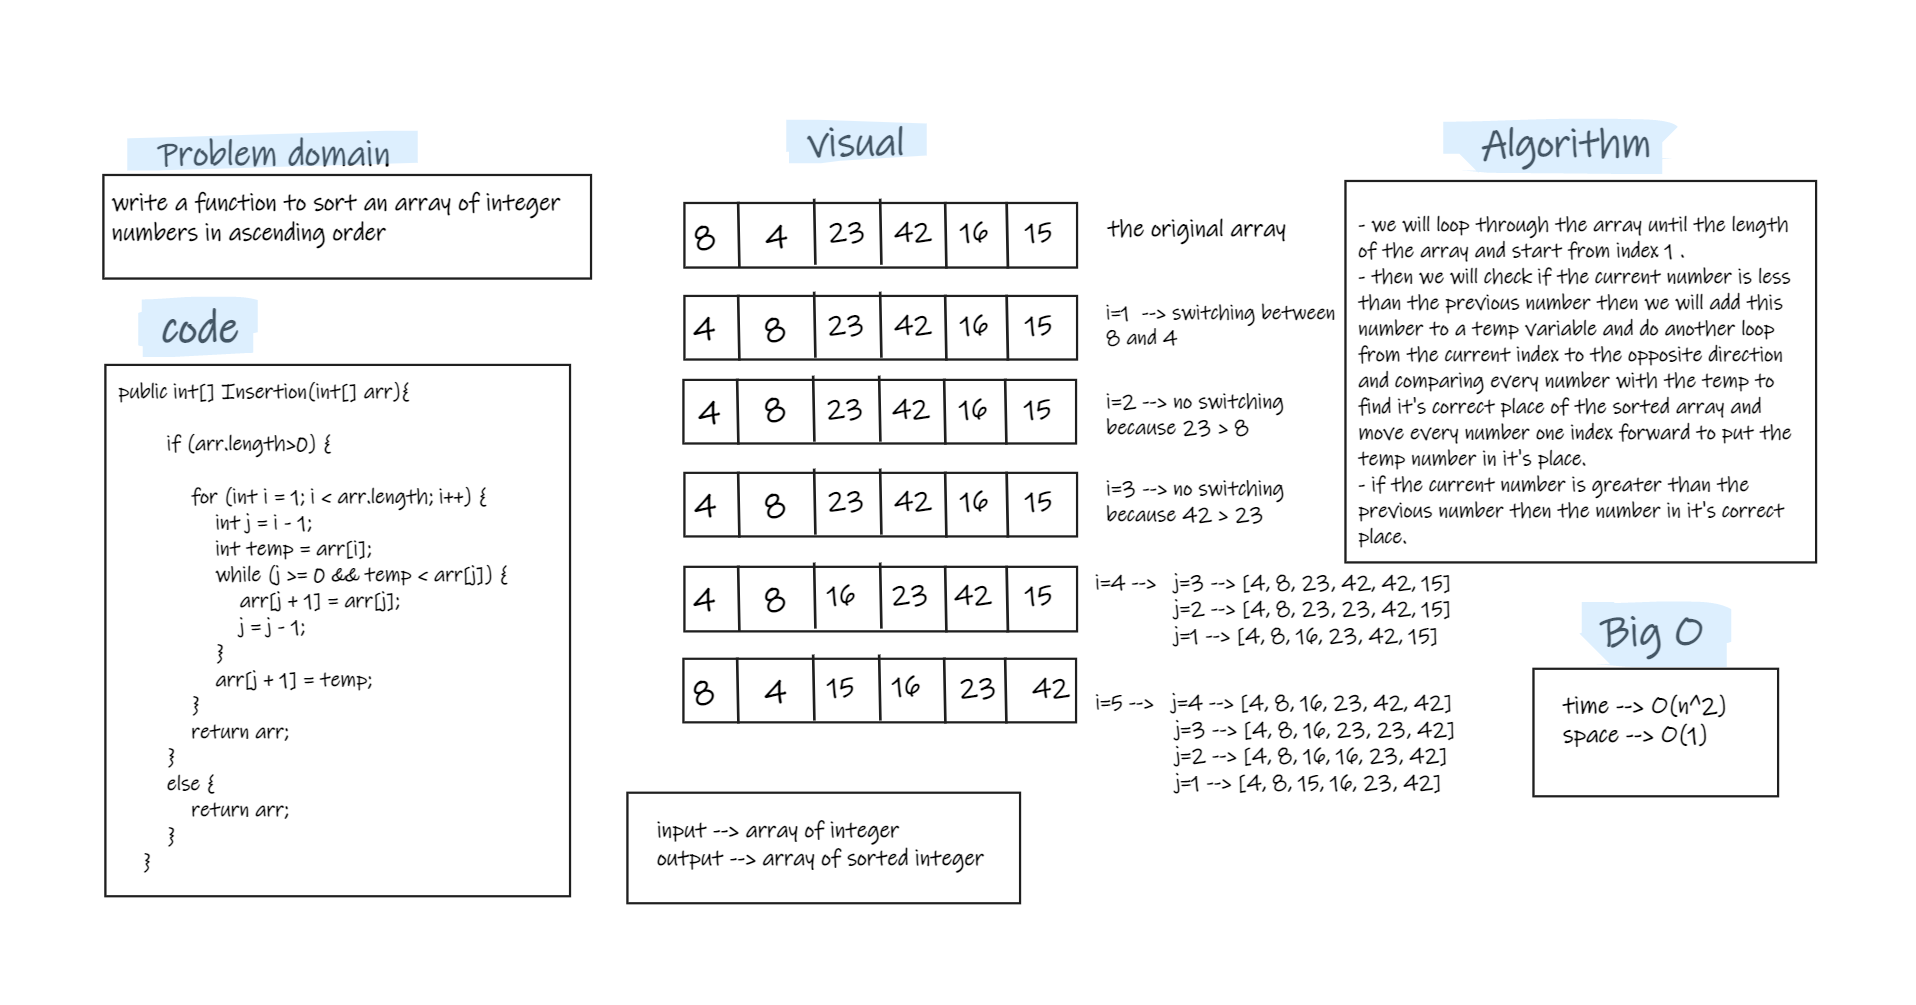 Problem domain
write a function to sort an array of integer
numbers in ascending order
code
public int[] Insertion(int[] arr){
if (arr.length>0) {
for (int i = 1; i < arr.length; i++) {
int j = i - 1;
int temp = arr[i];
while (j >= 0 && temp < arr[j]) {
arr[j + 1] = arr[j];
j = j - 1;
}
arr[j + 1] = temp;
}
return arr;
}
else {
return arr;
}
}
visual
8 4 23 42 16 15
the original array
4 8 23 42 16 15
i=1 --> switching between
8 and 4
4 8 23 42 16 15
i=2 --> no switching
because 23 > 8
4 8 23 42 16 15
i=3 --> no switching
because 42 > 23
4 8 16 23 42 15
i=4 --> j=3 --> [4, 8, 23, 42, 42, 15]
j=2 --> [4, 8, 23, 23, 42, 15]
j=1 --> [4, 8, 16, 23, 42, 15]
8 4 15 16 23 42
i=5 --> j=4 --> [4, 8, 16, 23, 42, 42]
j=3 --> [4, 8, 16, 23, 23, 42]
j=2 --> [4, 8, 16, 16, 23, 42]
j=1 --> [4, 8, 15, 16, 23, 42]
input --> array of integer
output --> array of sorted integer
Algorithm
- we will loop through the array until the length
of the array and start from index 1 .
- then we will check if the current number is less
than the previous number then we will add this
number to a temp variable and do another loop
from the current index to the opposite direction
and comparing every number with the temp to
find it's correct place of the sorted array and
move every number one index forward to put the
temp number in it's place.
- if the current number is greater than the
previous number then the number in it's correct
place.
Big O
time --> O(n^2)
space --> O(1)